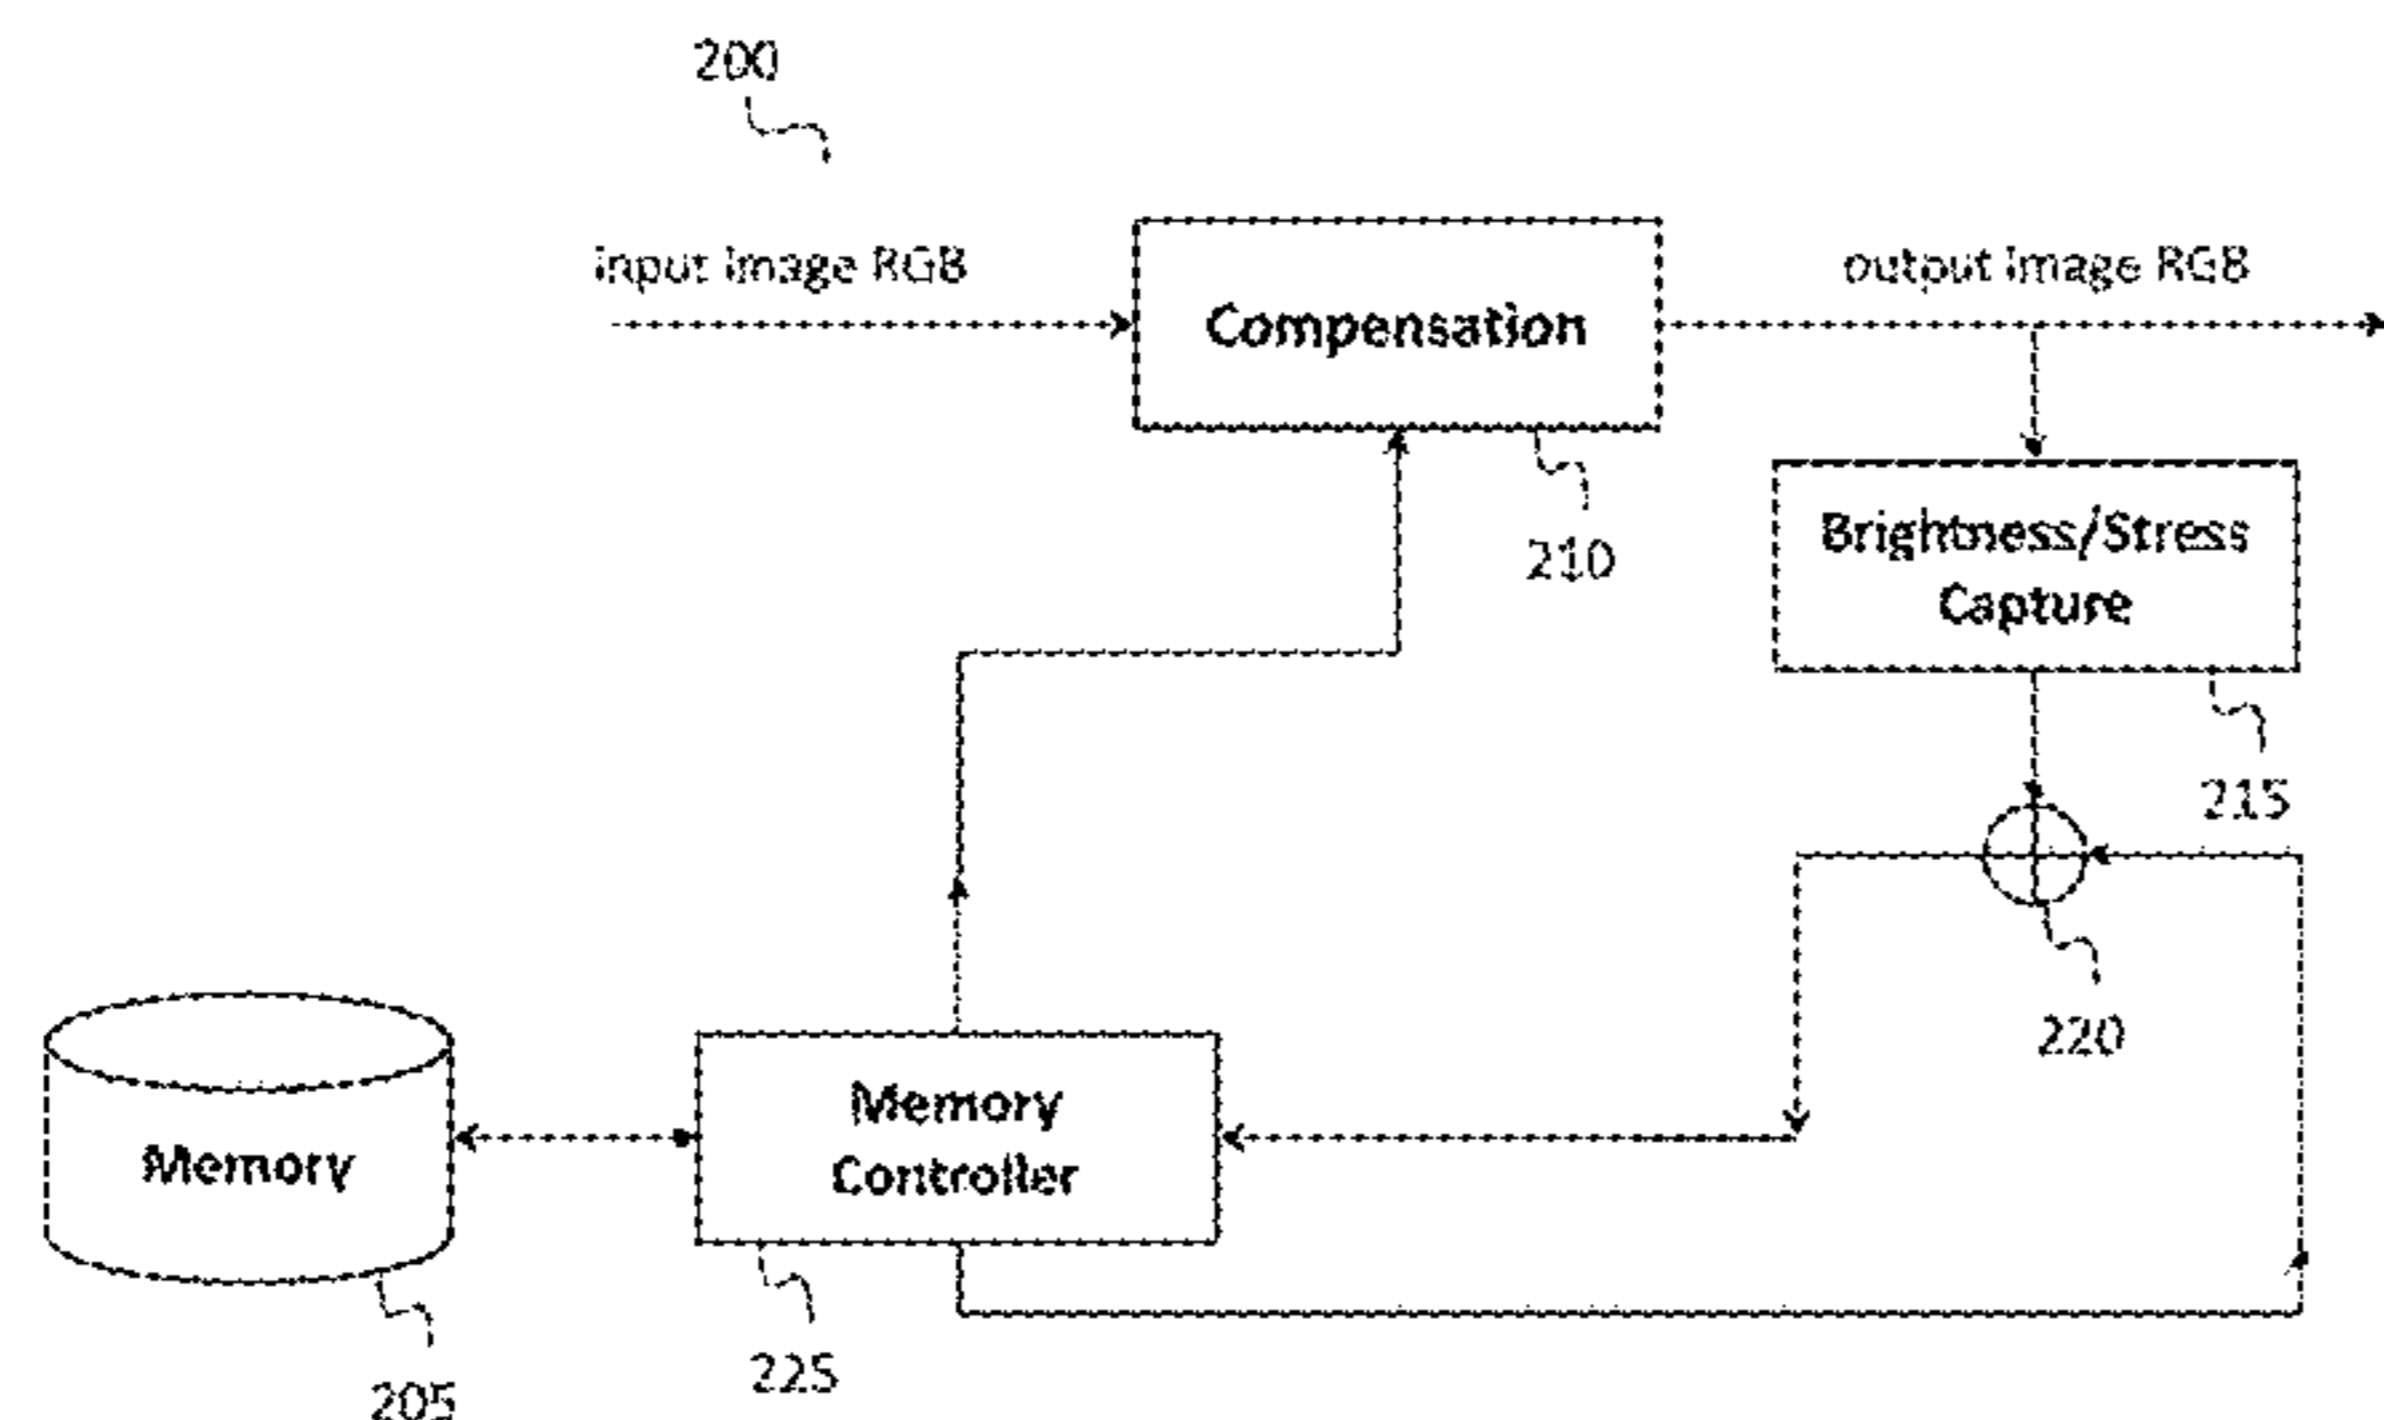 200
input image RGB
output image RGB
Compensation
210
Brightness/Stress
Capture
215
220
Memory
Controller
Memory
225
205